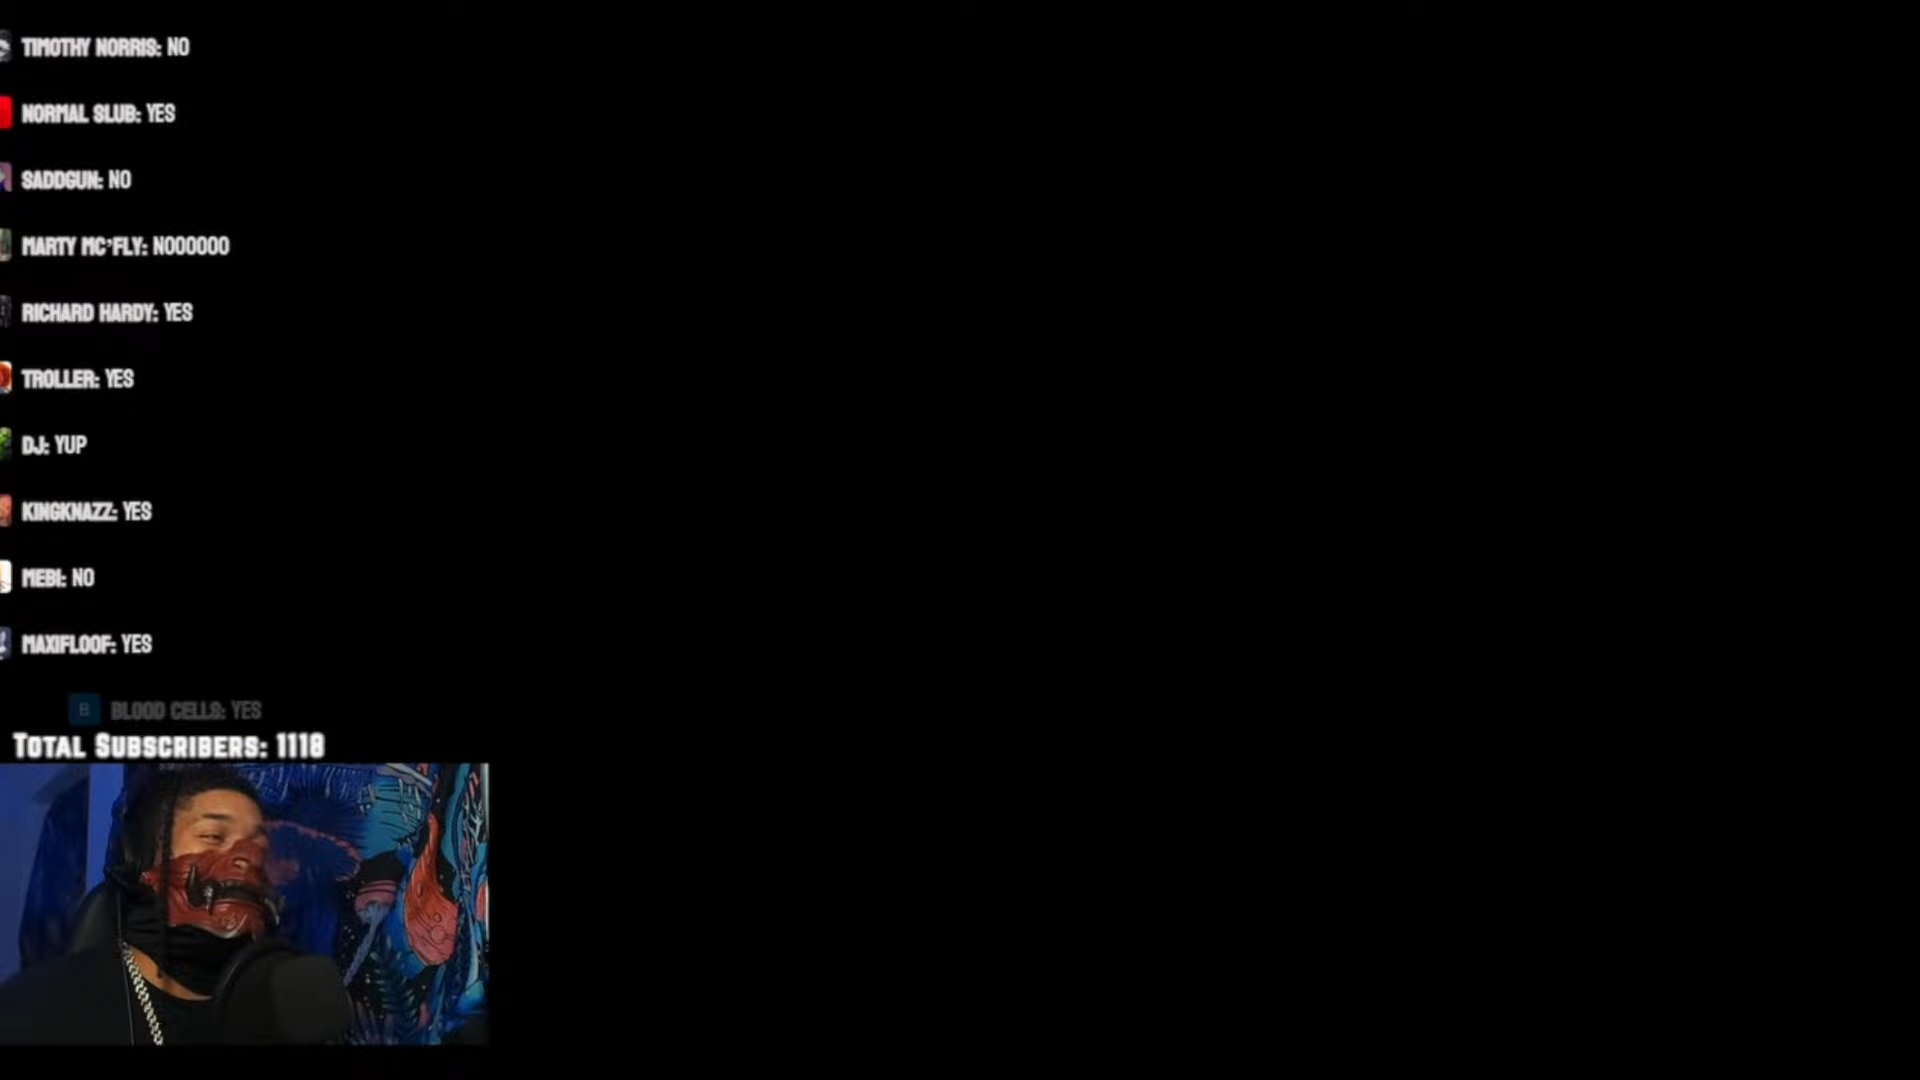 TIMOTHY NORRIS: NO
NORMAL SLUB: YES
SADDGUN: NO
MARTY MC'FLY: NOOOOOO
RICHARD HARDY: YES
TROLLER: YES
DJ: YUP
KINGKNAZZ: YES
MEBI: NO
MAXIFLOOF: YES
B BLOOD CELLS: YES
TOTAL SUBSCRIBERS: 1118